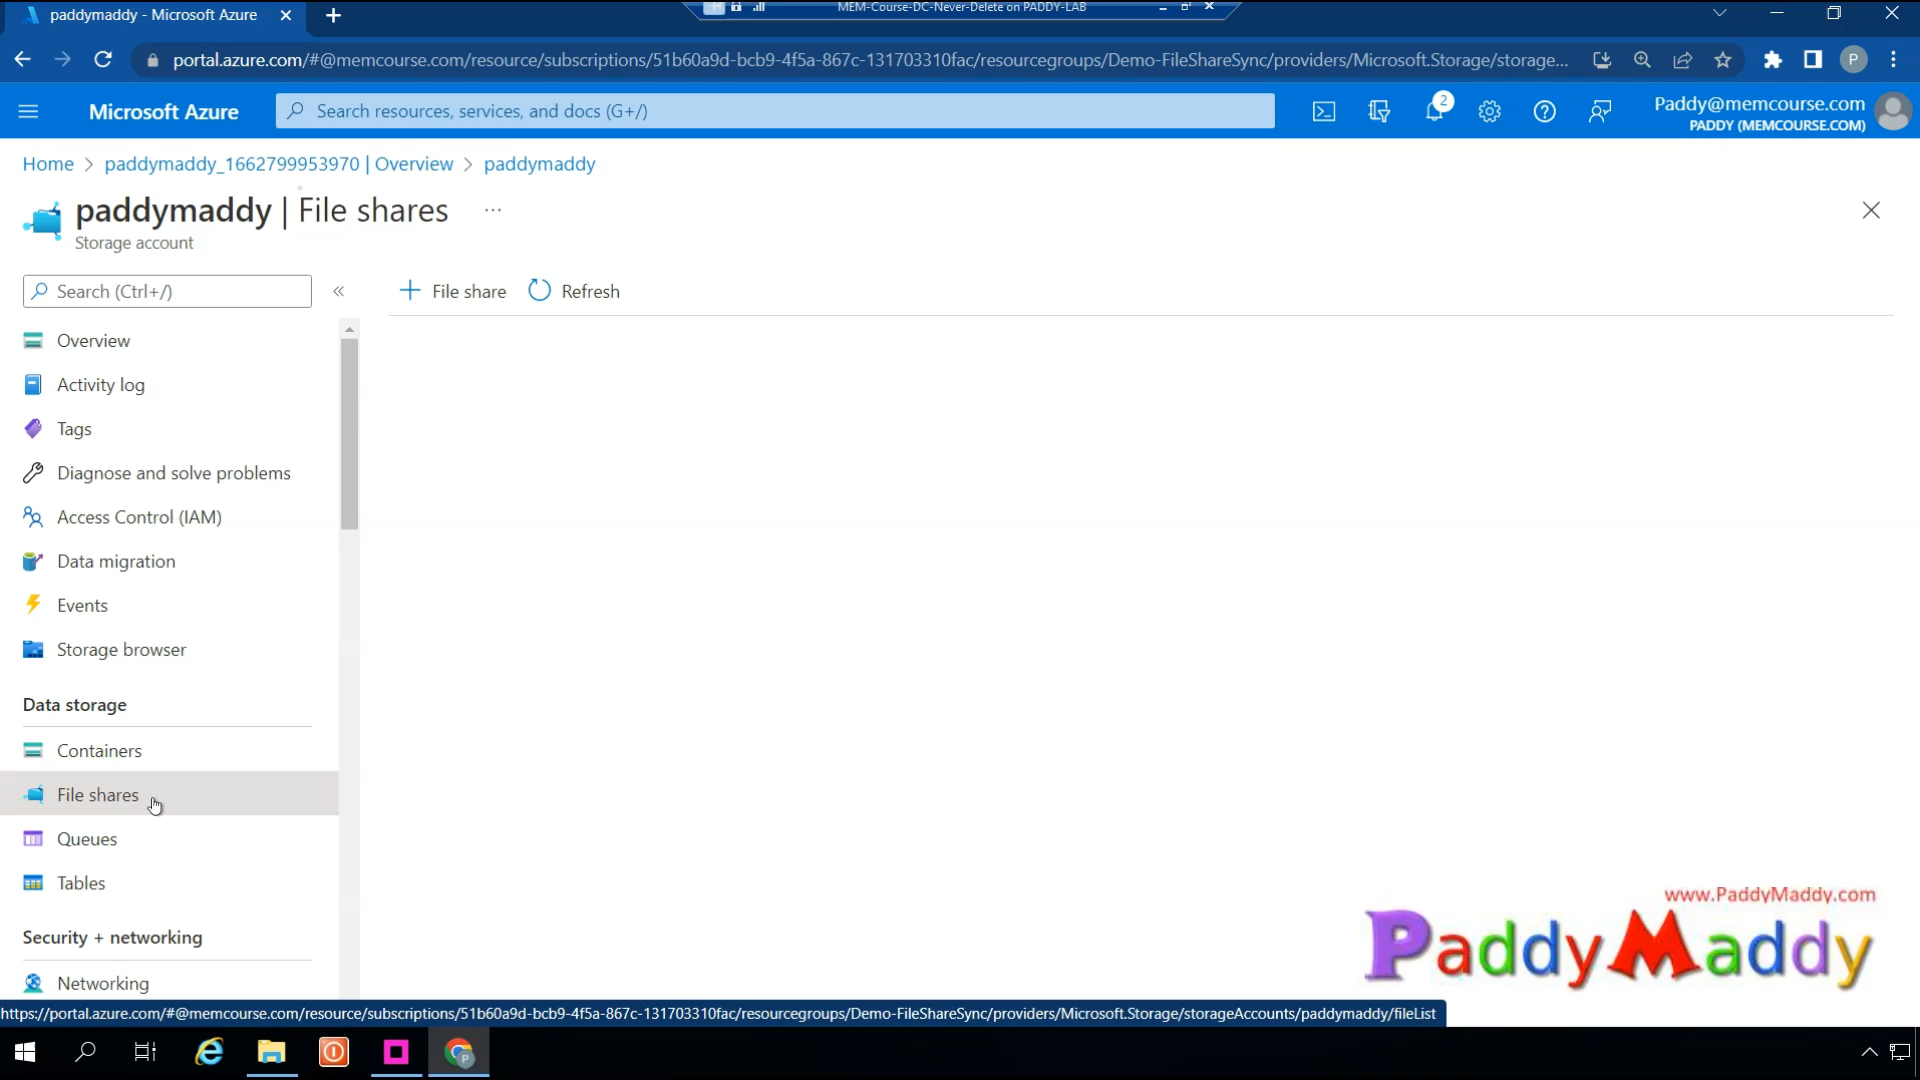 paddymaddy - Microsoft Azure
MEM-Course-DC-Never-Delete on PADDY-LAB
portal.azure.com/#@memcourse.com/resource/subscriptions/51b60a9d-bcb9-4f5a-867c-131703310fac/resourcegroups/Demo-FileShareSync/providers/Microsoft.Storage/storage...
P
Microsoft Azure
Search resources, services, and docs (G+/)
2
Paddy@memcourse.com
PADDY (MEMCOURSE.COM)
Home > paddymaddy_1662799953970 | Overview > paddymaddy
paddymaddy | File shares ...
Storage account
Search (Ctrl+/)
«
+ File share
Refresh
Overview
Activity log
Tags
Diagnose and solve problems
Access Control (IAM)
Data migration
Events
Storage browser
Data storage
Containers
File shares
Queues
Tables
Security + networking
Networking
www.PaddyMaddy.com
PaddyMaddy
https://portal.azure.com/#@memcourse.com/resource/subscriptions/51b60a9d-bcb9-4f5a-867c-131703310fac/resourcegroups/Demo-FileShareSync/providers/Microsoft.Storage/storageAccounts/paddymaddy/fileList